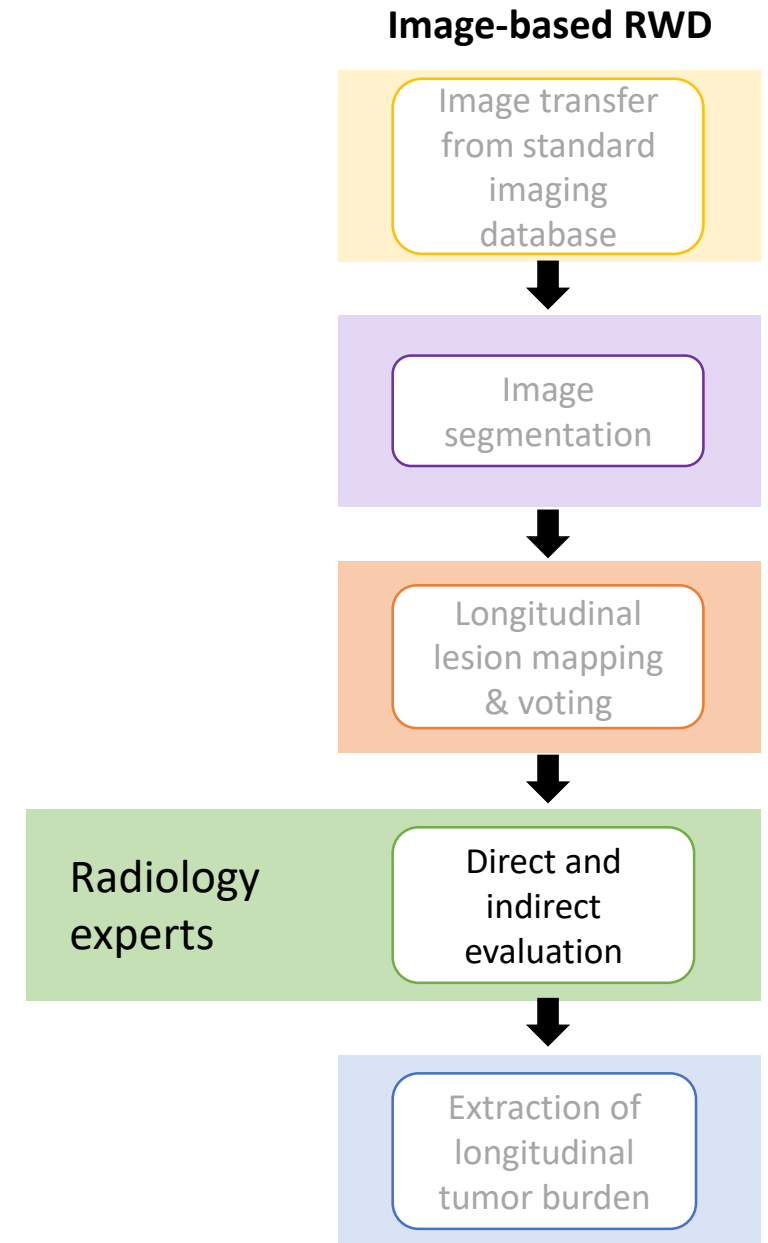 Image-based RWD
Image transfer
from standard
imaging
database
Image
segmentation
Longitudinal
lesion mapping
& voting
Radiology
experts
Direct and
indirect
evaluation
Extraction of
longitudinal
tumor burden